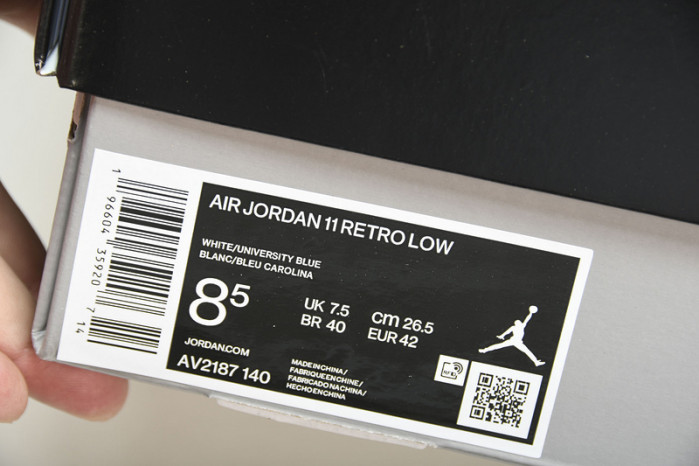 1 96604 35920 7 14
AIR JORDAN 11 RETRO LOW
WHITE/UNIVERSITY BLUE
BLANC/BLEU CAROLINA
8 5
UK 7.5
BR 40
cm 26.5
EUR 42
JORDAN.COM
AV2187 140
MADE IN CHINA/
FABRIQUE EN CHINE/
FABRICADO NA CHINA/
HECHO EN CHINA